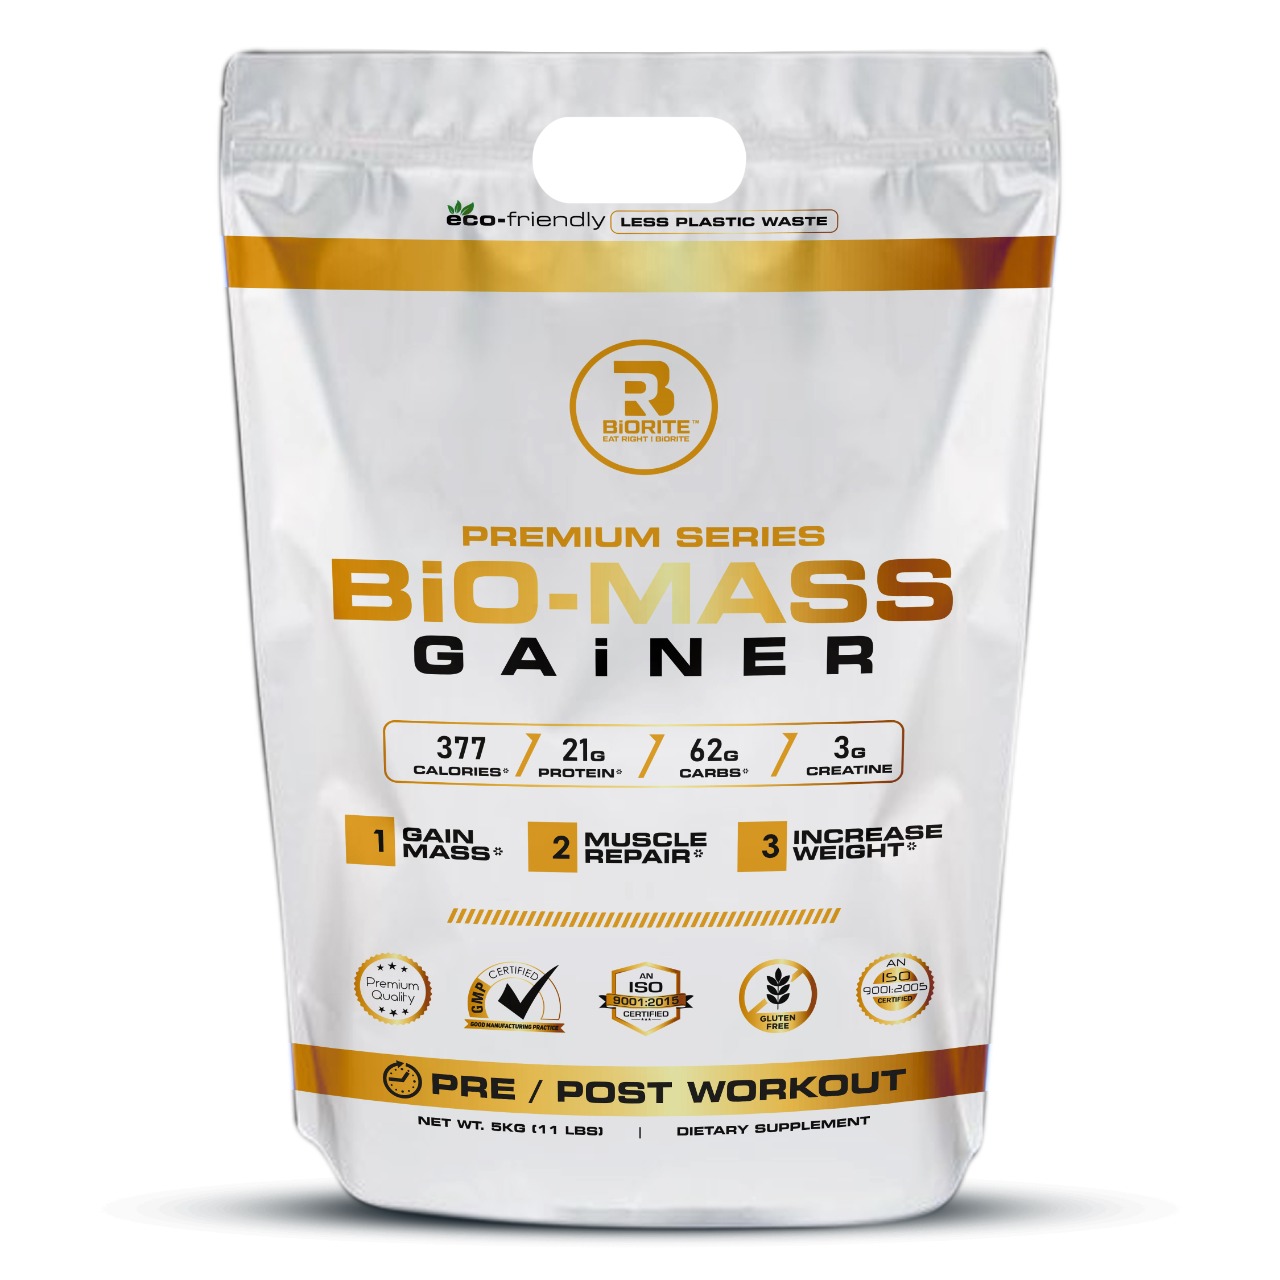 eco-friendly LESS PLASTIC WASTE
RB
BiORITE™
EAT RIGHT | BiORITE
PREMIUM SERIES
BiO-MASS
GAiNER
377 21G 62G 3G
CALORIES* PROTEIN* CARBS* CREATINE
1 GAIN MASS*
2 MUSCLE REPAIR*
3 INCREASE WEIGHT*
Premium
Quality
CERTIFIED
GMP
GOOD MANUFACTURING PRACTICE
AN
ISO
9001:2015
CERTIFIED
GLUTEN
FREE
AN
ISO
9001:2005
CERTIFIED
PRE / POST WORKOUT
NET WT. 5KG (11 LBS) | DIETARY SUPPLEMENT